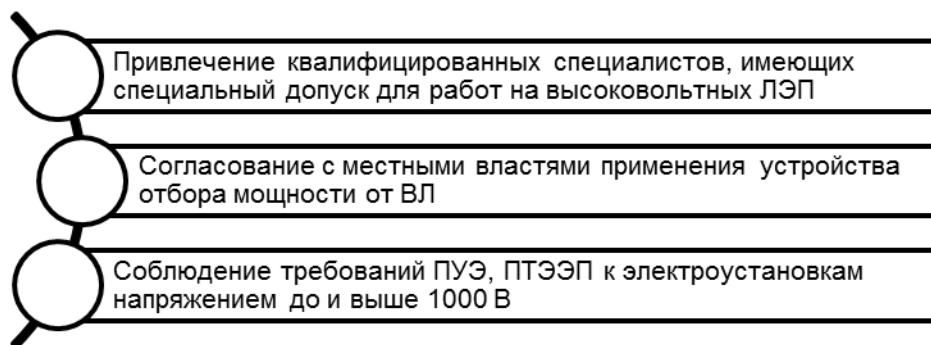 Привлечение квалифицированных специалистов, имеющих
специальный допуск для работ на высоковольтных ЛЭП
Согласование с местными властями применения устройства
отбора мощности от ВЛ
Соблюдение требований ПУЭ, ПТЭЭП к электроустановкам
напряжением до и выше 1000 В